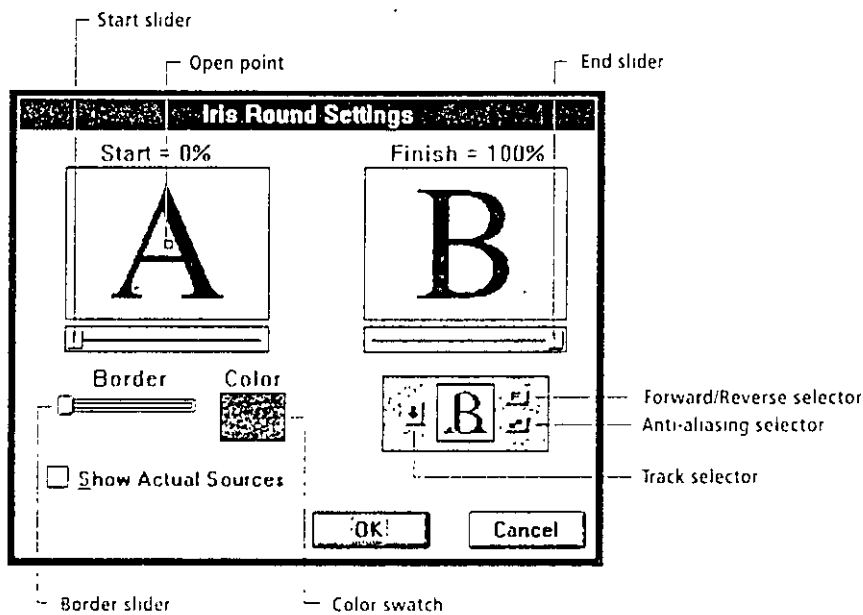 Start slider
Open point
End slider
Iris Round Settings
Start = 0%
Finish = 100%
A
B
Border
Color
B
F
Forward/Reverse selector
Anti-aliasing selector
Track selector
Show Actual Sources
OK
Cancel
Border slider
Color swatch